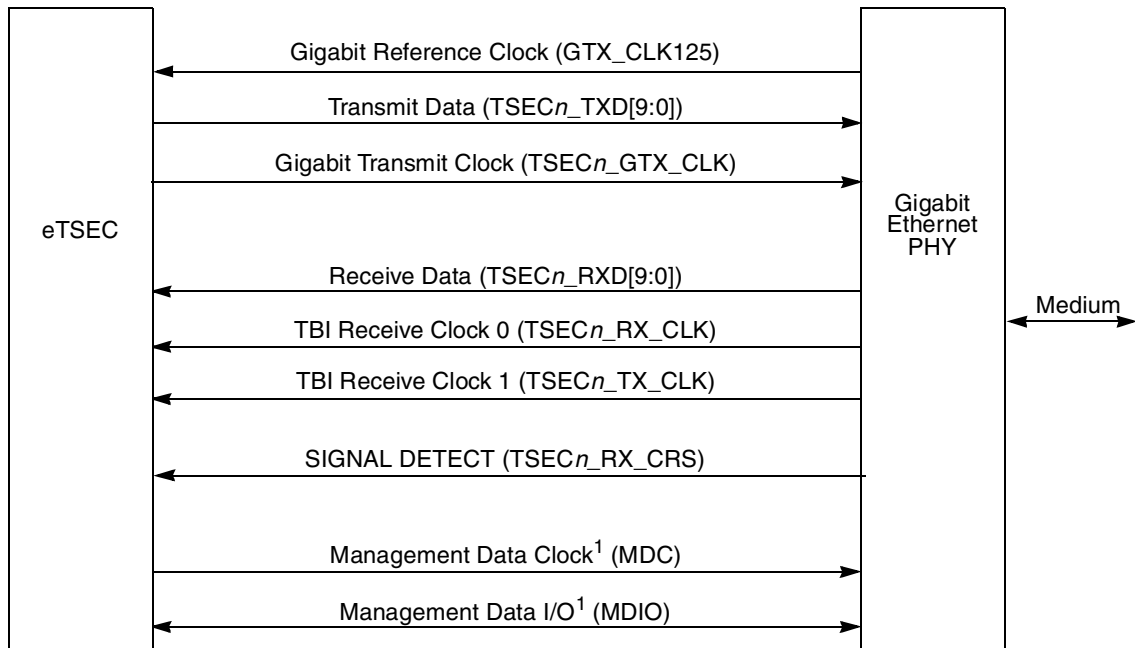 Gigabit Reference Clock (GTX_CLK125)
Transmit Data (TSECn_TXD[9:0])
Gigabit Transmit Clock (TSECn_GTX_CLK)
eTSEC
Gigabit
Ethernet
PHY
Receive Data (TSECn_RXD[9:0])
Medium
TBI Receive Clock 0 (TSECn_RX_CLK)
TBI Receive Clock 1 (TSECn_TX_CLK)
SIGNAL DETECT (TSECn_RX_CRS)
Management Data Clock¹ (MDC)
Management Data I/O¹ (MDIO)